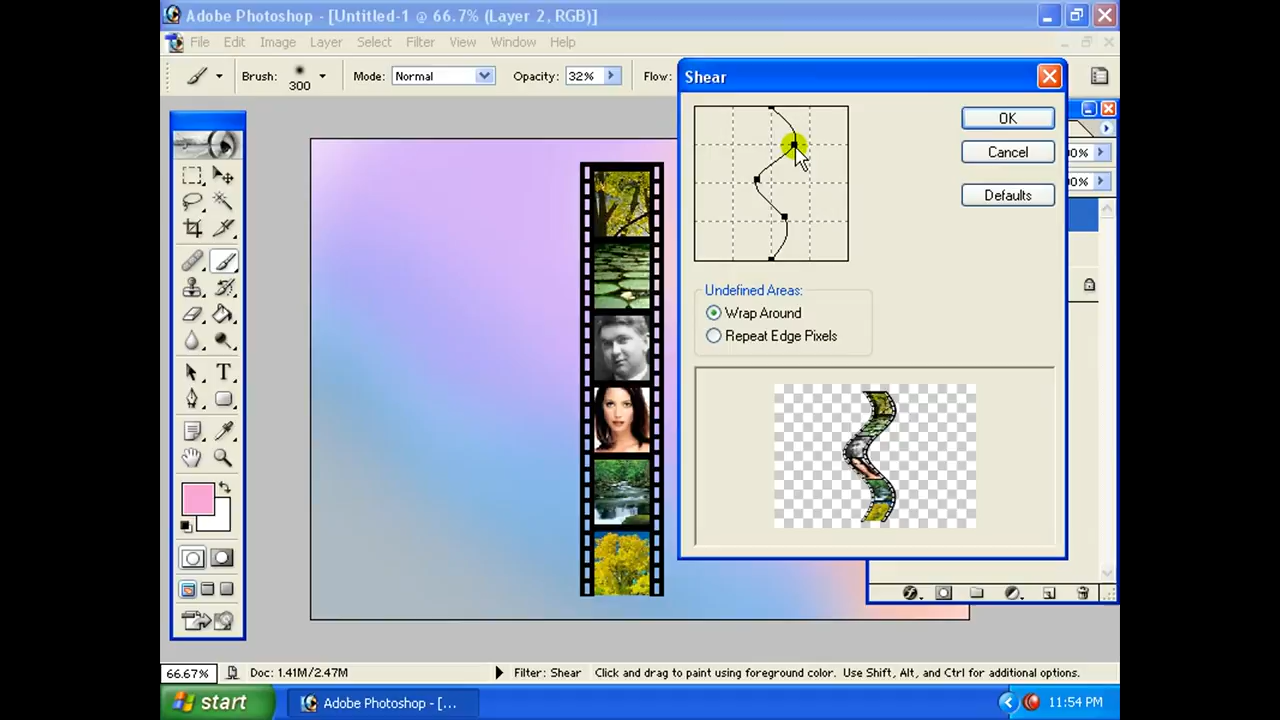 Adobe Photoshop - [Untitled-1 @ 66.7% (Layer 2, RGB)]
File Edit Image Layer Select Filter View Window Help
Brush: 300 Mode: Normal Opacity: 32% Flow:
Shear
OK
Cancel
Defaults
0%
0%
Undefined Areas:
Wrap Around
Repeat Edge Pixels
T
66.67% Doc: 1.41M/2.47M Filter: Shear Click and drag to paint using foreground color. Use Shift, Alt, and Ctrl for additional options.
start Adobe Photoshop - [... 11:54 PM